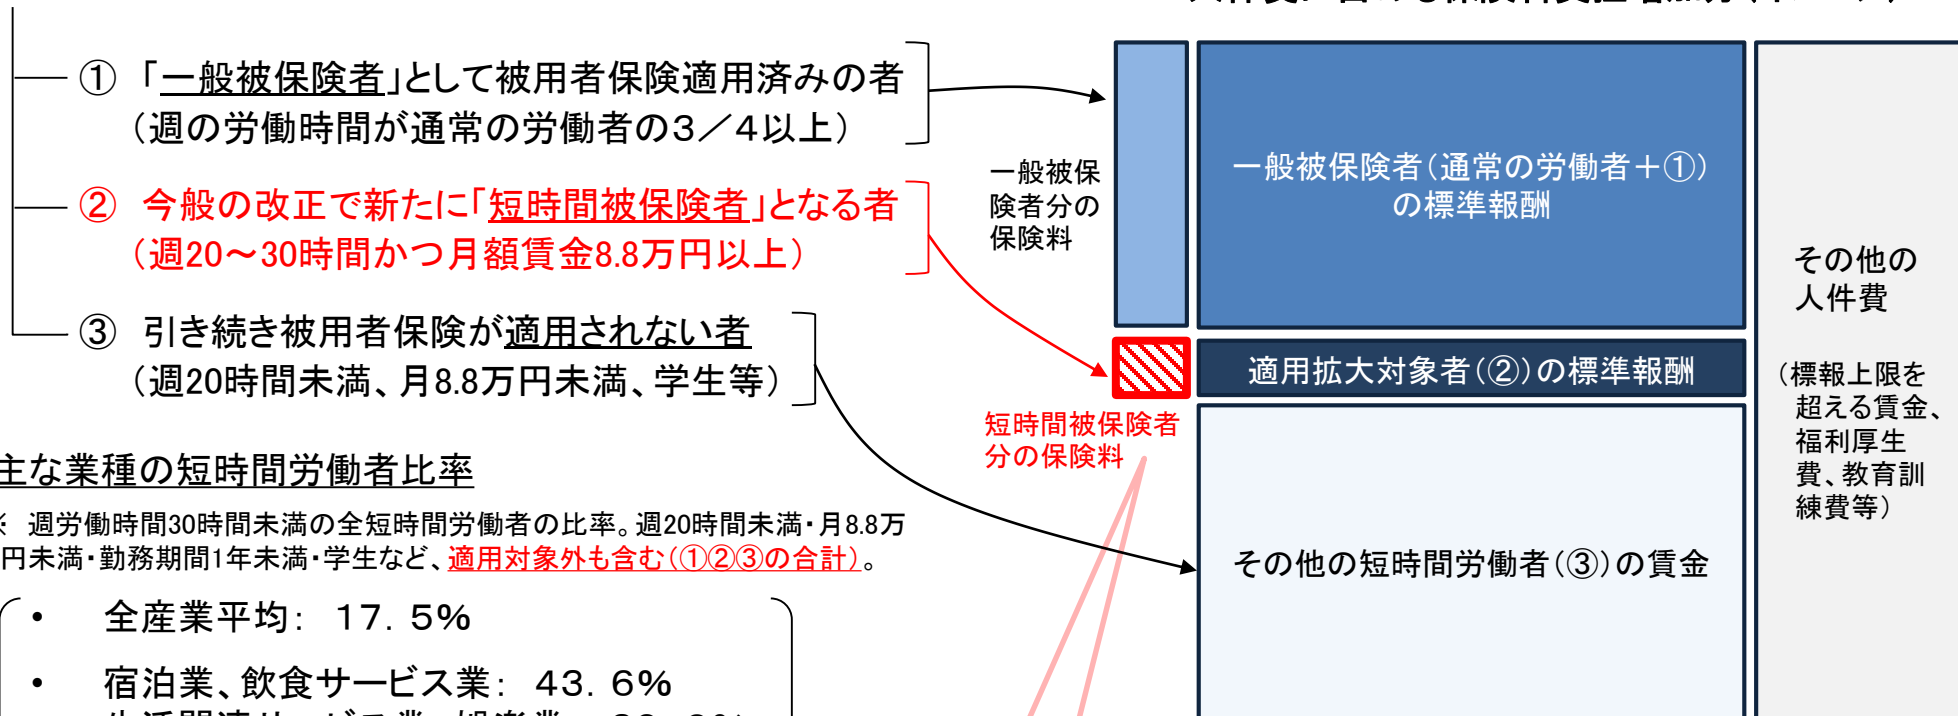 ① 「一般被保険者」として被用者保険適用済みの者
（週の労働時間が通常の労働者の３／４以上）
② 今般の改正で新たに「短時間被保険者」となる者
（週20～30時間かつ月額賃金8.8万円以上）
③ 引き続き被用者保険が適用されない者
（週20時間未満、月8.8万円未満、学生等）
主な業種の短時間労働者比率
※ 週労働時間30時間未満の全短時間労働者の比率。週20時間未満・月8.8万
円未満・勤務期間1年未満・学生など、適用対象外も含む（①②③の合計）。
• 全産業平均： １７．５％
• 宿泊業、飲食サービス業： ４３．６％
一般被保
険者分の
保険料
一般被保険者（通常の労働者＋①）
の標準報酬
適用拡大対象者（②）の標準報酬
短時間被保険者
分の保険料
その他の短時間労働者（③）の賃金
その他の
人件費
（標報上限を
超える賃金、
福利厚生
費、教育訓
練費等）